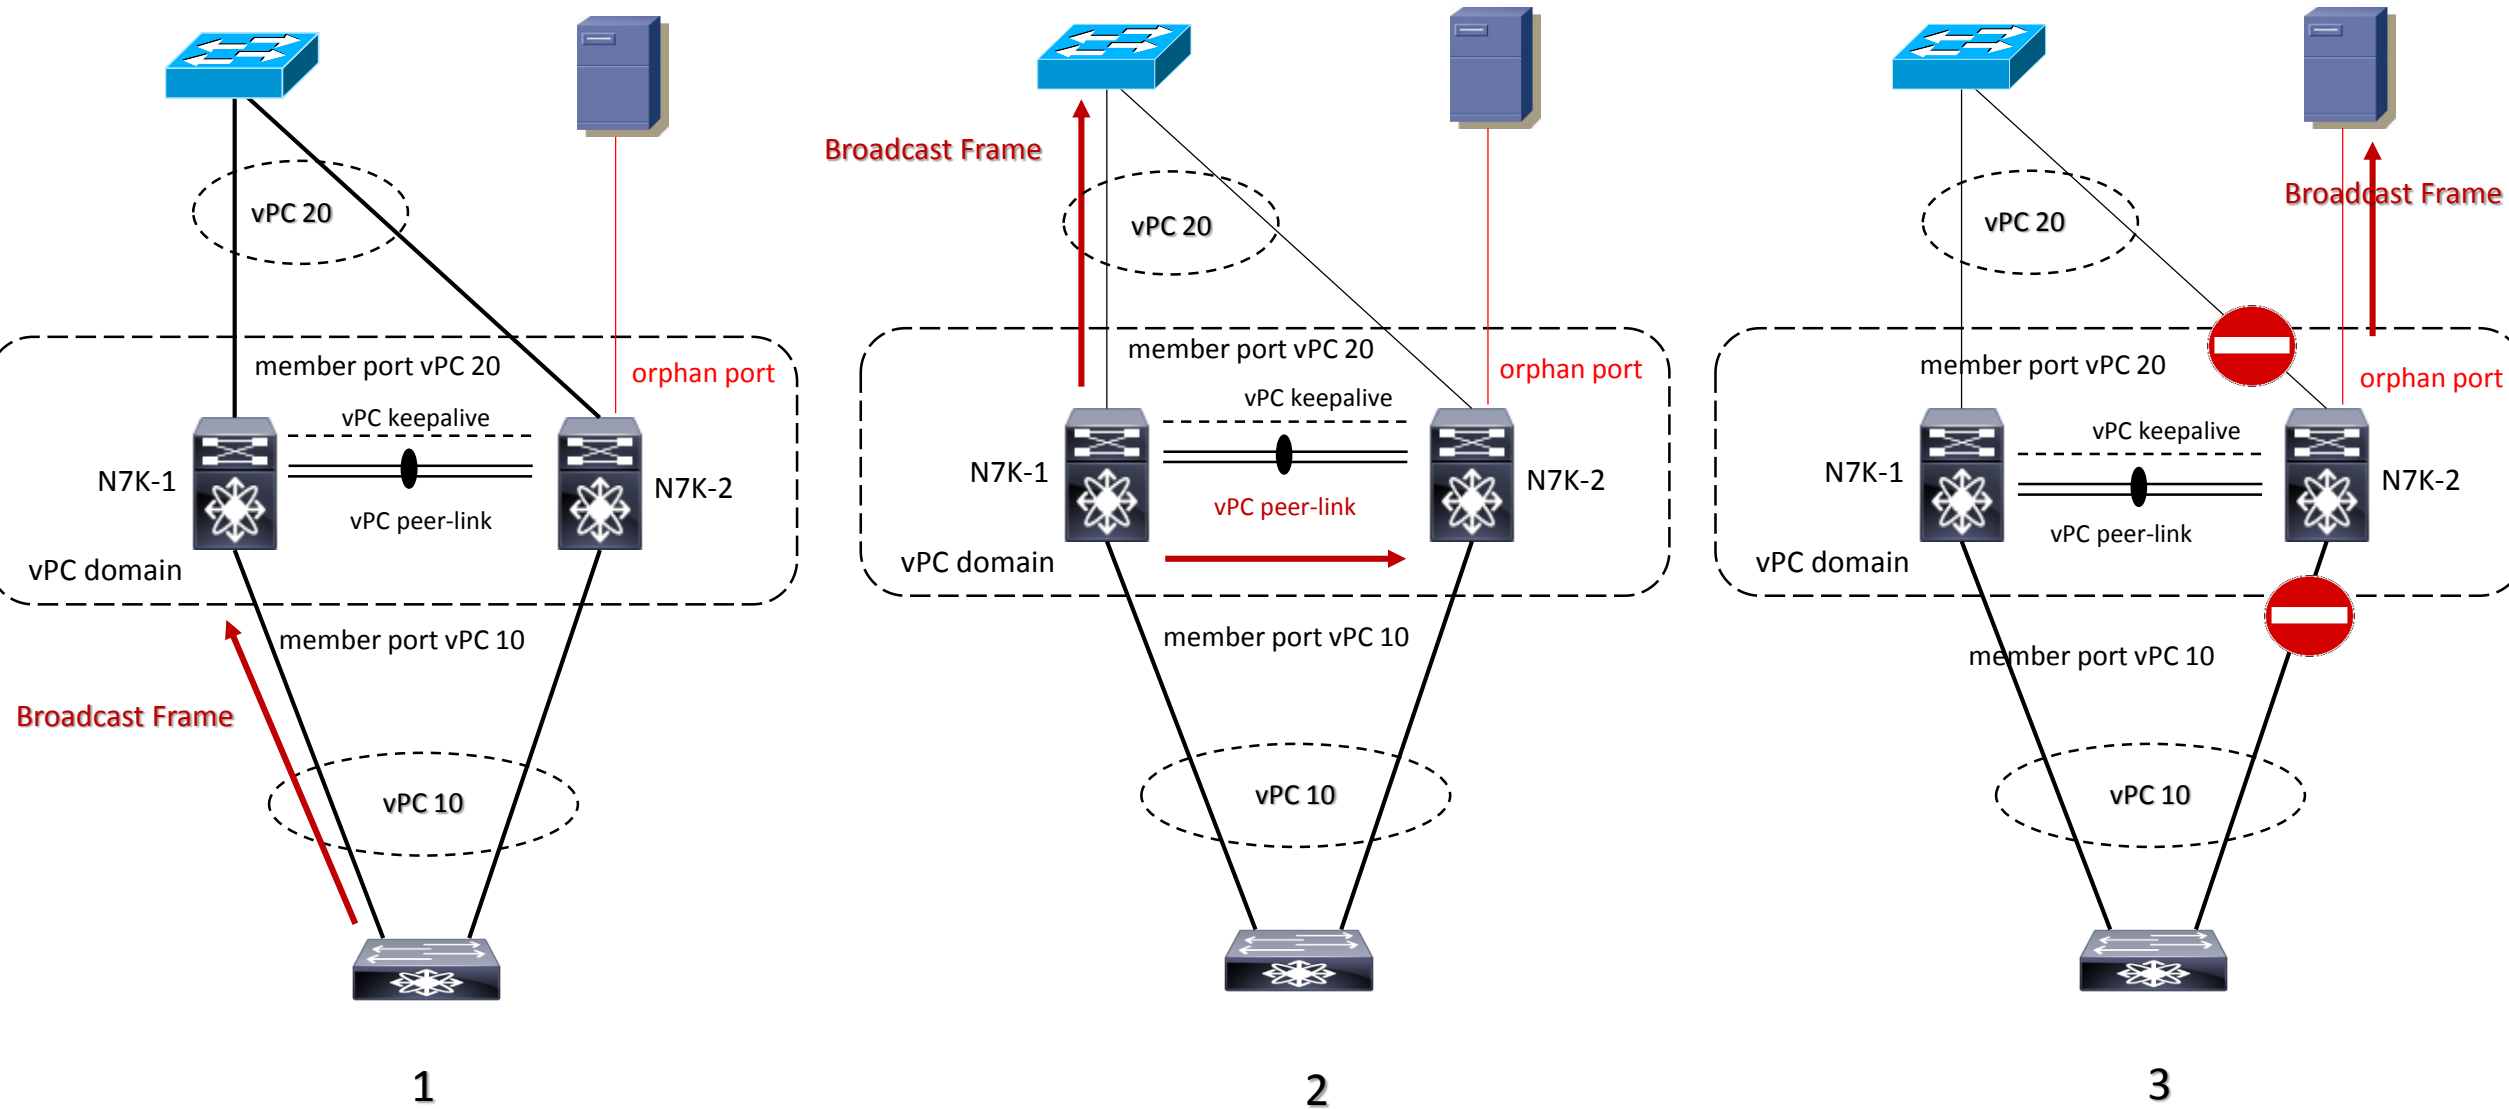 vPC 20
member port vPC 20
orphan port
vPC keepalive
N7K-1
N7K-2
vPC peer-link
vPC domain
member port vPC 10
Broadcast Frame
vPC 10
1
Broadcast Frame
vPC 20
member port vPC 20
orphan port
vPC keepalive
N7K-1
N7K-2
vPC peer-link
vPC domain
member port vPC 10
vPC 10
2
Broadcast Frame
vPC 20
member port vPC 20
orphan port
vPC keepalive
N7K-1
N7K-2
vPC peer-link
vPC domain
member port vPC 10
vPC 10
3